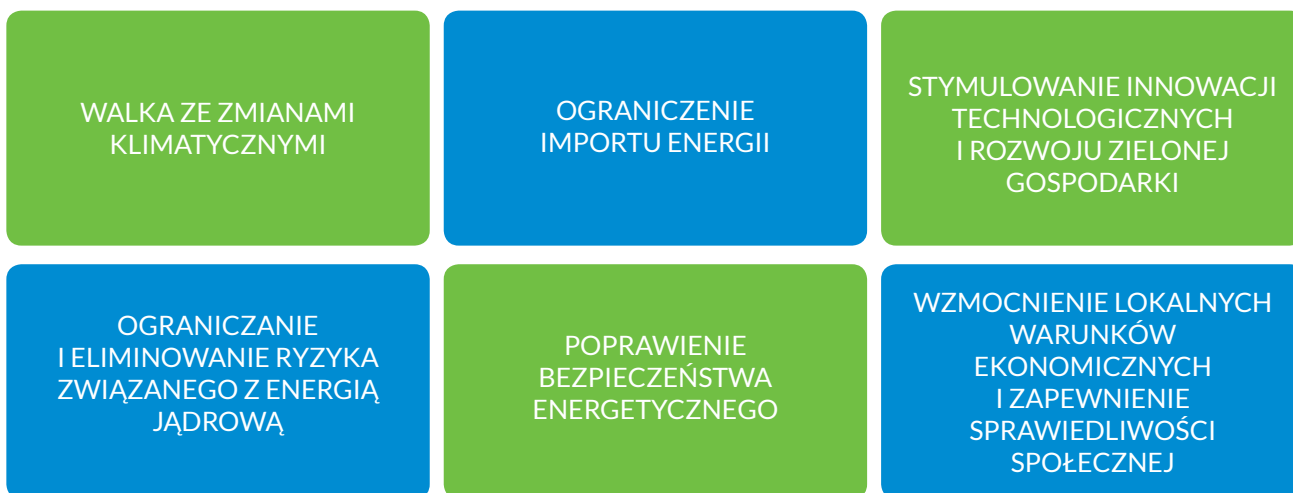 WALKA ZE ZMIANAMI
KLIMATYCZNYMI
OGRANICZENIE
IMPORTU ENERGII
STYMULOWANIE INNOWACJI
TECHNOLOGICZNYCH
I ROZWOJU ZIELONEJ
GOSPODARKI
OGRANICZANIE
I ELIMINOWANIE RYZYKA
ZWIĄZANEGO Z ENERGIĄ
JĄDROWĄ
POPRAWIENIE
BEZPIECZEŃSTWA
ENERGETYCZNEGO
WZMOCNIENIE LOKALNYCH
WARUNKÓW
EKONOMICZNYCH
I ZAPEWNIENIE
SPRAWIEDLIWOŚCI
SPOŁECZNEJ